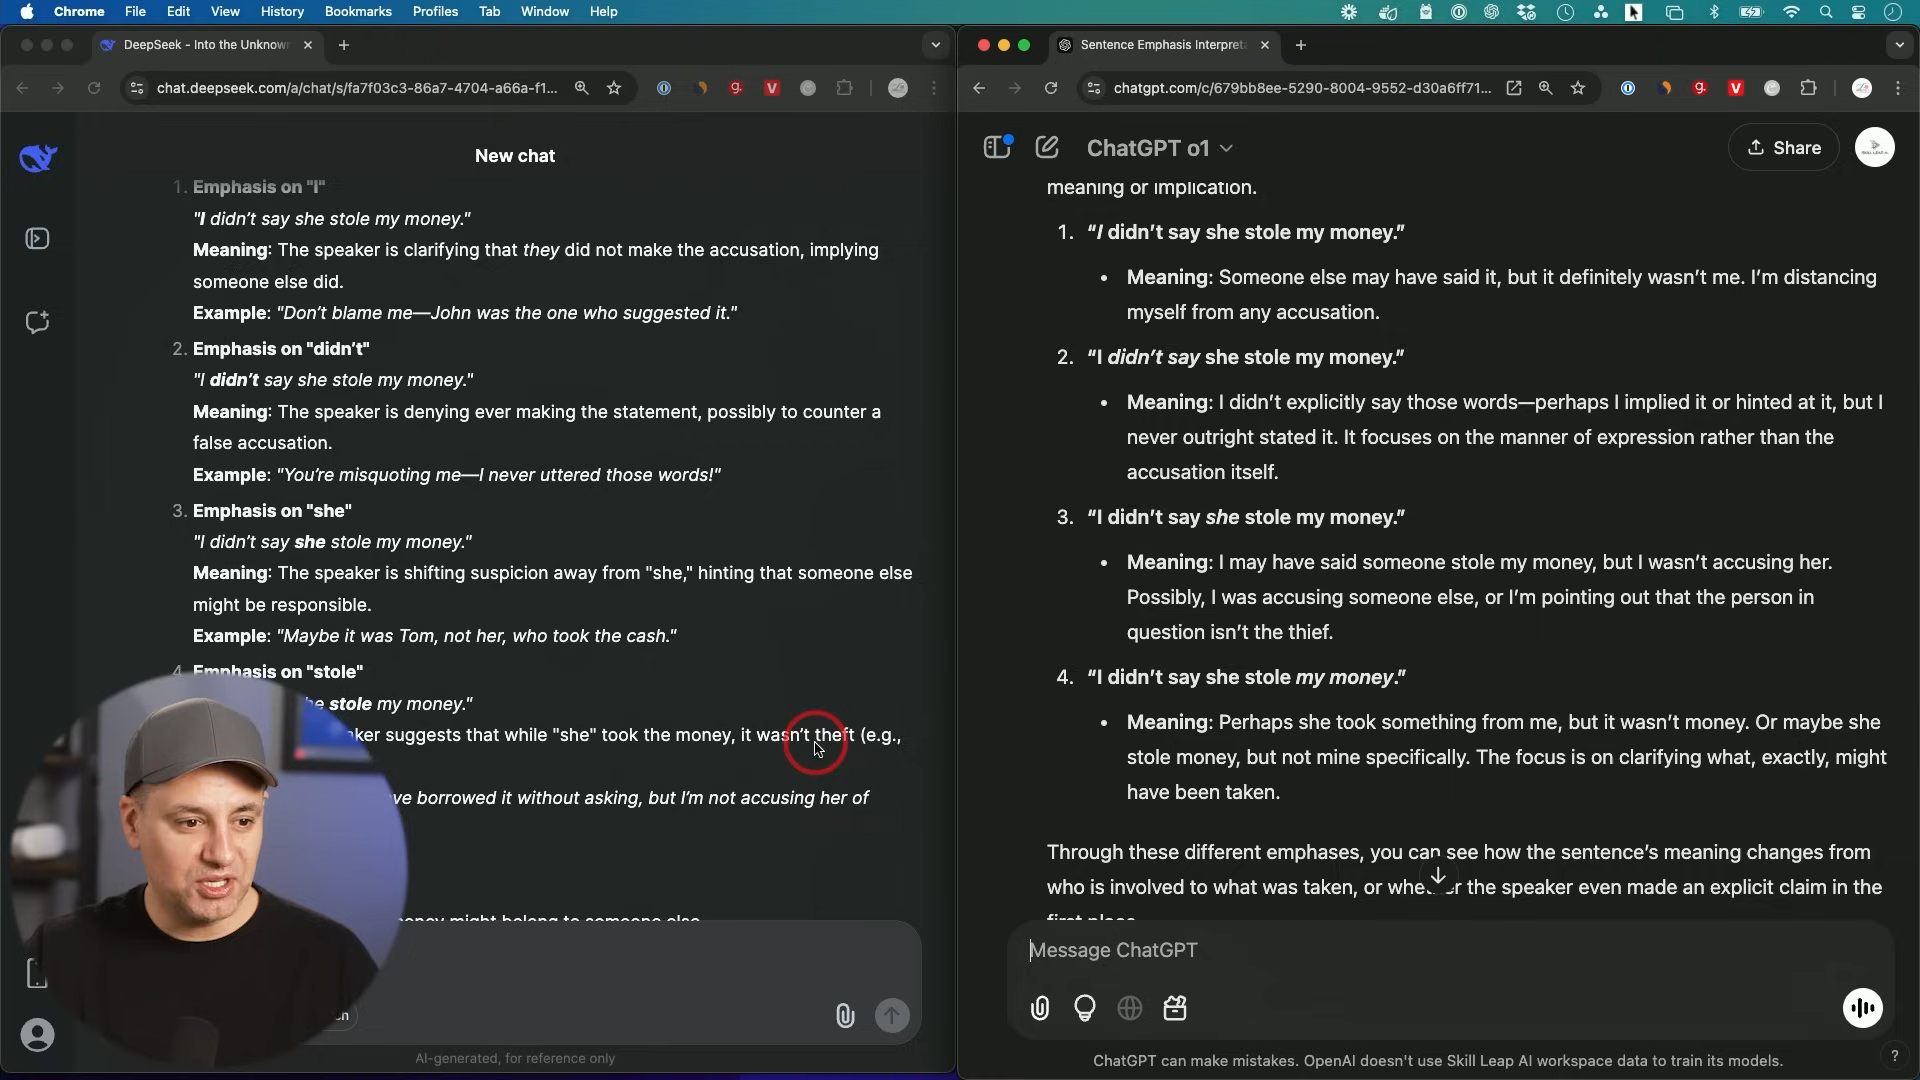 Chrome File Edit View History Bookmarks Profiles Tab Window Help
DeepSeek - Into the Unknown
chat.deepseek.com/a/chat/s/fa7f03c3-86a7-4704-a66a-f1...
New chat
1. Emphasis on "I"
"I didn't say she stole my money."
Meaning: The speaker is clarifying that they did not make the accusation, implying
someone else did.
Example: "Don't blame me—John was the one who suggested it."
2. Emphasis on "didn't"
"I didn't say she stole my money."
Meaning: The speaker is denying ever making the statement, possibly to counter a
false accusation.
Example: "You're misquoting me—I never uttered those words!"
3. Emphasis on "she"
"I didn't say she stole my money."
Meaning: The speaker is shifting suspicion away from "she," hinting that someone else
might be responsible.
Example: "Maybe it was Tom, not her, who took the cash."
4. Emphasis on "stole"
stole my money."
suggests that while "she" took the money, it wasn't theft (e.g.,
borrowed it without asking, but I'm not accusing her of
might belong to someone else.
AI-generated, for reference only
Sentence Emphasis Interpreta
chatgpt.com/c/679bb8ee-5290-8004-9552-d30a6ff71...
ChatGPT o1
Share
meaning or implication.
1. “I didn’t say she stole my money.”
• Meaning: Someone else may have said it, but it definitely wasn’t me. I’m distancing
myself from any accusation.
2. “I didn’t say she stole my money.”
• Meaning: I didn’t explicitly say those words—perhaps I implied it or hinted at it, but I
never outright stated it. It focuses on the manner of expression rather than the
accusation itself.
3. “I didn’t say she stole my money.”
• Meaning: I may have said someone stole my money, but I wasn’t accusing her.
Possibly, I was accusing someone else, or I’m pointing out that the person in
question isn’t the thief.
4. “I didn’t say she stole my money.”
• Meaning: Perhaps she took something from me, but it wasn’t money. Or maybe she
stole money, but not mine specifically. The focus is on clarifying what, exactly, might
have been taken.
Through these different emphases, you can see how the sentence’s meaning changes from
who is involved to what was taken, or whether the speaker even made an explicit claim in the
first place.
Message ChatGPT
ChatGPT can make mistakes. OpenAI doesn't use Skill Leap AI workspace data to train its models.
?